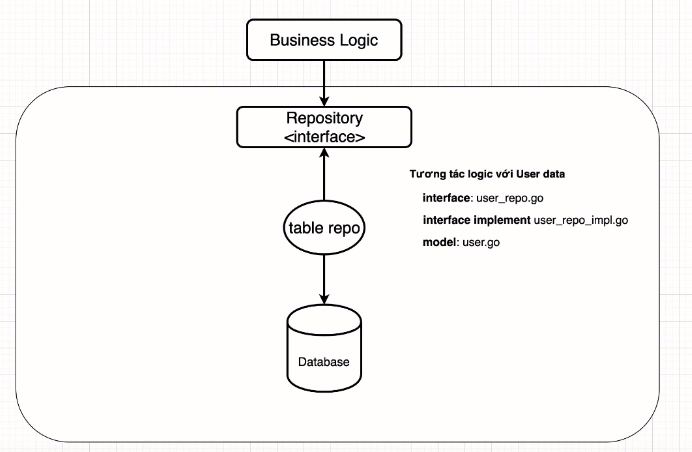 Business Logic
Repository
<interface>
Tương tác logic với User data
interface: user_repo.go
interface implement user_repo_impl.go
model: user.go
table repo
Database